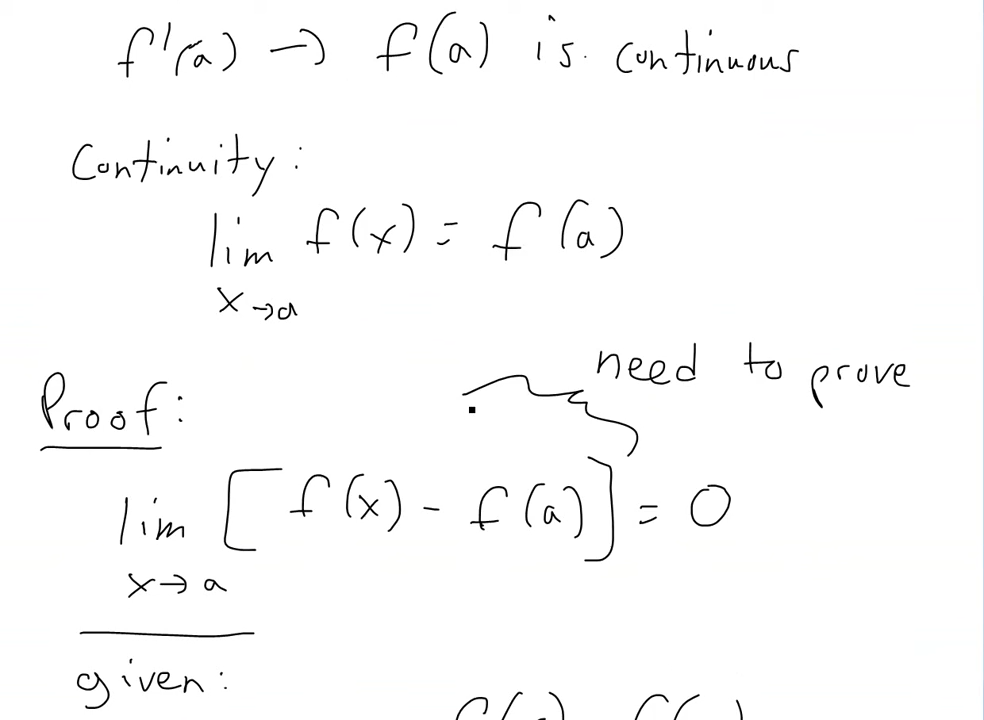 f'(a) → f(a) is continuous
Continuity:
lim f(x) = f(a)
x→a
need to prove
Proof:
lim [f(x) - f(a)] = 0
x→a
given: